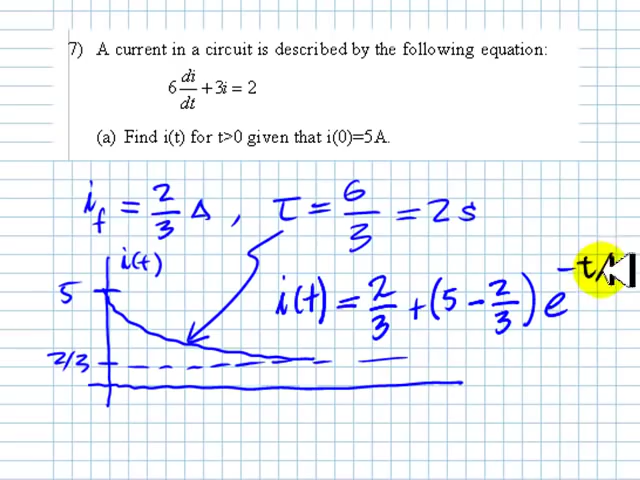 7) A current in a circuit is described by the following equation:
6 di/dt + 3i = 2
(a) Find i(t) for t>0 given that i(0)=5A.
i_f = 2/3 A , τ = 6/3 = 2 s
i(t)
5
i(t) = 2/3 + (5 - 2/3) e^-t/
2/3